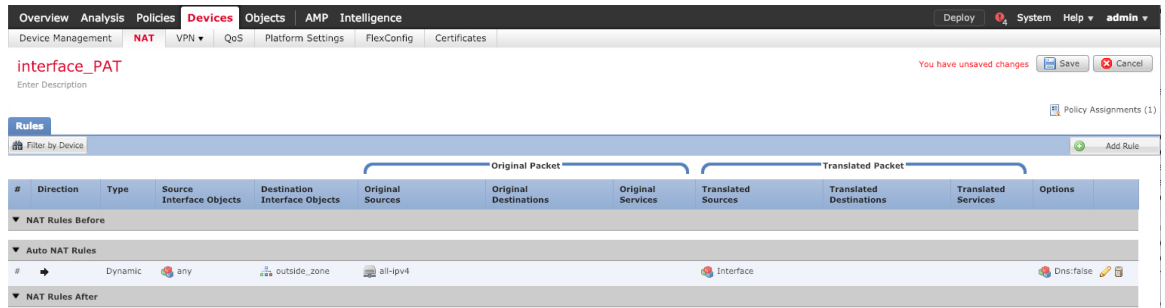 Overview Analysis Policies Devices Objects AMP Intelligence Deploy 4 System Help admin
Device Management NAT VPN QoS Platform Settings FlexConfig Certificates
interface_PAT You have unsaved changes Save Cancel
Enter Description
Policy Assignments (1)
Rules
Filter by Device Add Rule
Original Packet Translated Packet
# Direction Type Source Interface Objects Destination Interface Objects Original Sources Original Destinations Original Services Translated Sources Translated Destinations Translated Services Options
NAT Rules Before
Auto NAT Rules
# Dynamic any outside_zone all-ipv4 Interface Dns:false
NAT Rules After